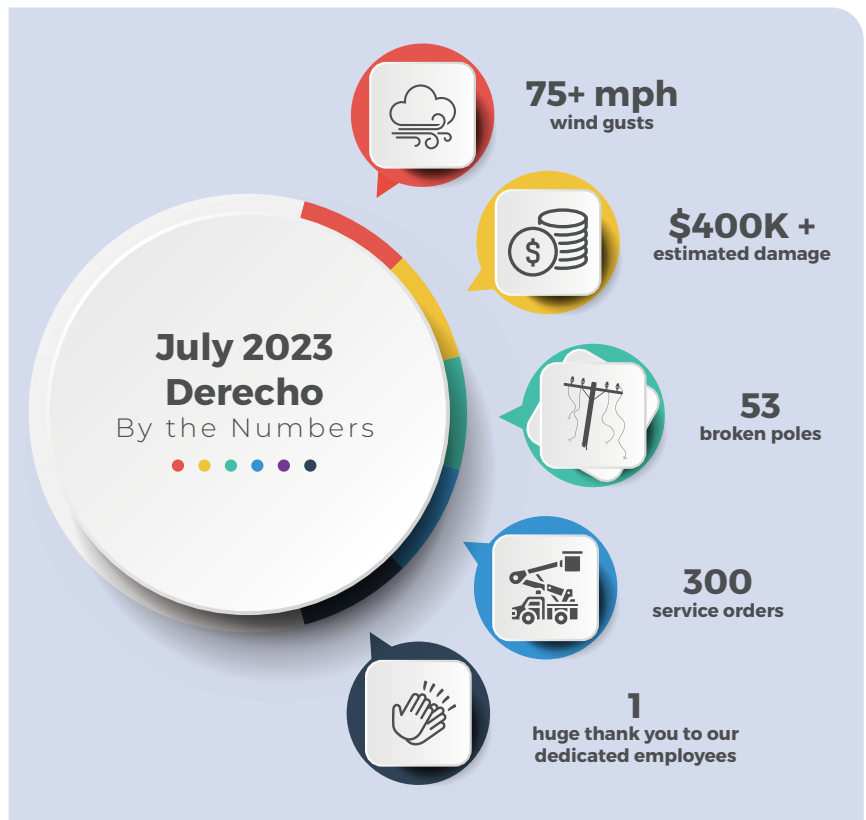 75+ mph
wind gusts
$400K +
estimated damage
July 2023
Derecho
By the Numbers
53
broken poles
300
service orders
1
huge thank you to our
dedicated employees